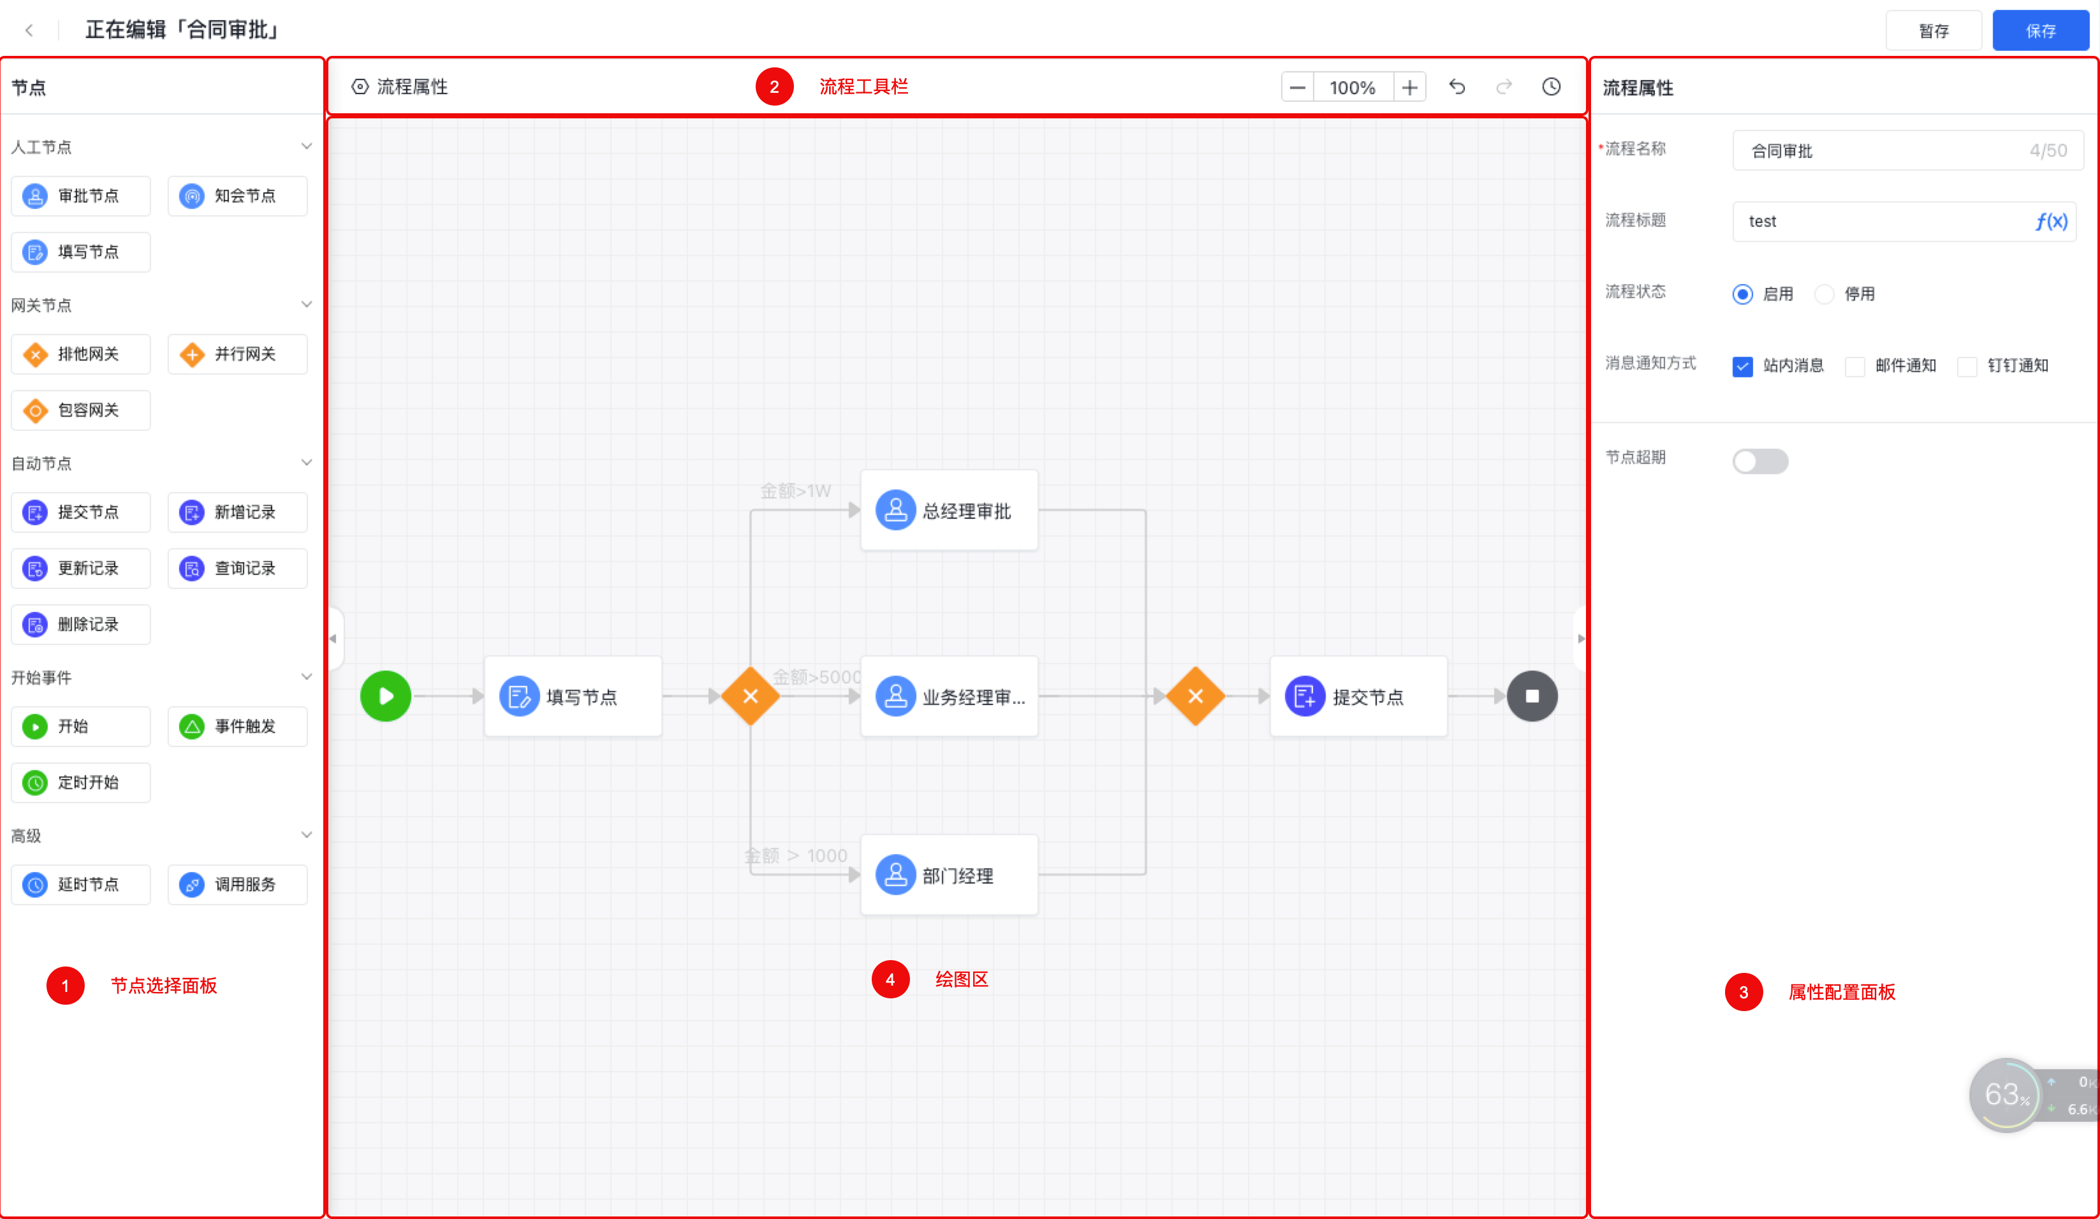 正在编辑「合同审批」
暂存
保存
节点
人工节点
审批节点
知会节点
填写节点
网关节点
排他网关
并行网关
包容网关
自动节点
提交节点
新增记录
更新记录
查询记录
删除记录
开始事件
开始
事件触发
定时开始
高级
延时节点
调用服务
1
节点选择面板
流程属性
2
流程工具栏
100%
金额>1W
总经理审批
填写节点
金额>5000
业务经理审...
提交节点
金额 > 1000
部门经理
4
绘图区
流程属性
*流程名称
合同审批
4/50
流程标题
test
f(x)
流程状态
启用
停用
消息通知方式
站内消息
邮件通知
钉钉通知
节点超期
3
属性配置面板
63%
0K
6.6K